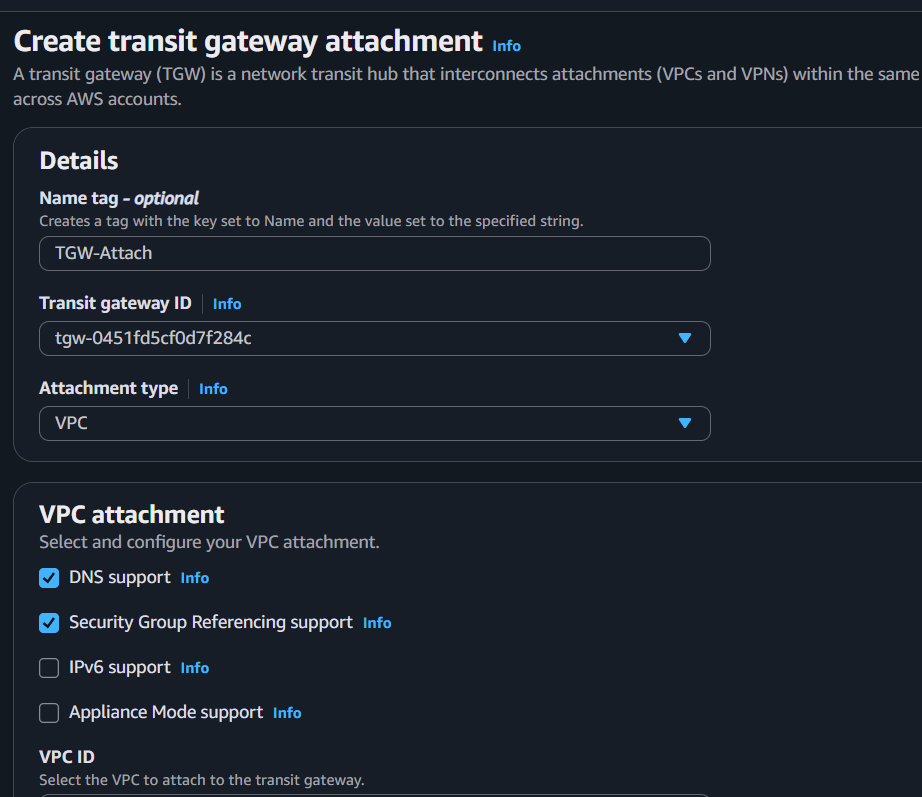 Create transit gateway attachment Info
A transit gateway (TGW) is a network transit hub that interconnects attachments (VPCs and VPNs) within the same
across AWS accounts.
Details
Name tag - optional
Creates a tag with the key set to Name and the value set to the specified string.
TGW-Attach
Transit gateway ID Info
tgw-0451fd5cf0d7f284c
Attachment type Info
VPC
VPC attachment
Select and configure your VPC attachment.
DNS support Info
Security Group Referencing support Info
IPv6 support Info
Appliance Mode support Info
VPC ID
Select the VPC to attach to the transit gateway.